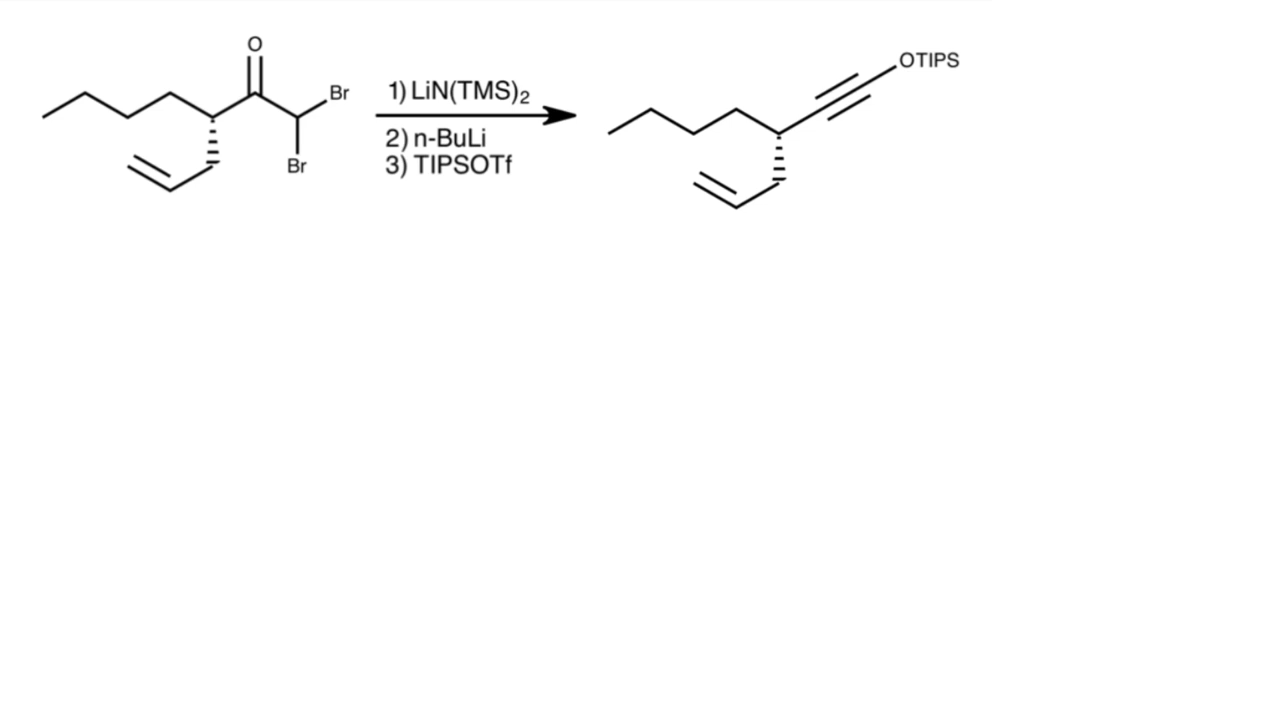 O
Br
Br
1) LiN(TMS)₂
2) n-BuLi
3) TIPSOTf
OTIPS